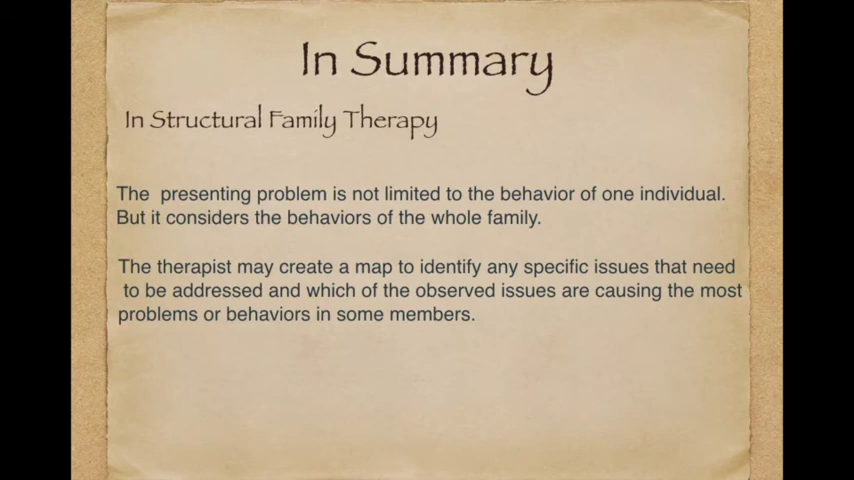 In Summary
In Structural Family Therapy
The  presenting problem is not limited to the behavior of one individual.
But it considers the behaviors of the whole family.
The therapist may create a map to identify any specific issues that need
to be addressed and which of the observed issues are causing the most
problems or behaviors in some members.